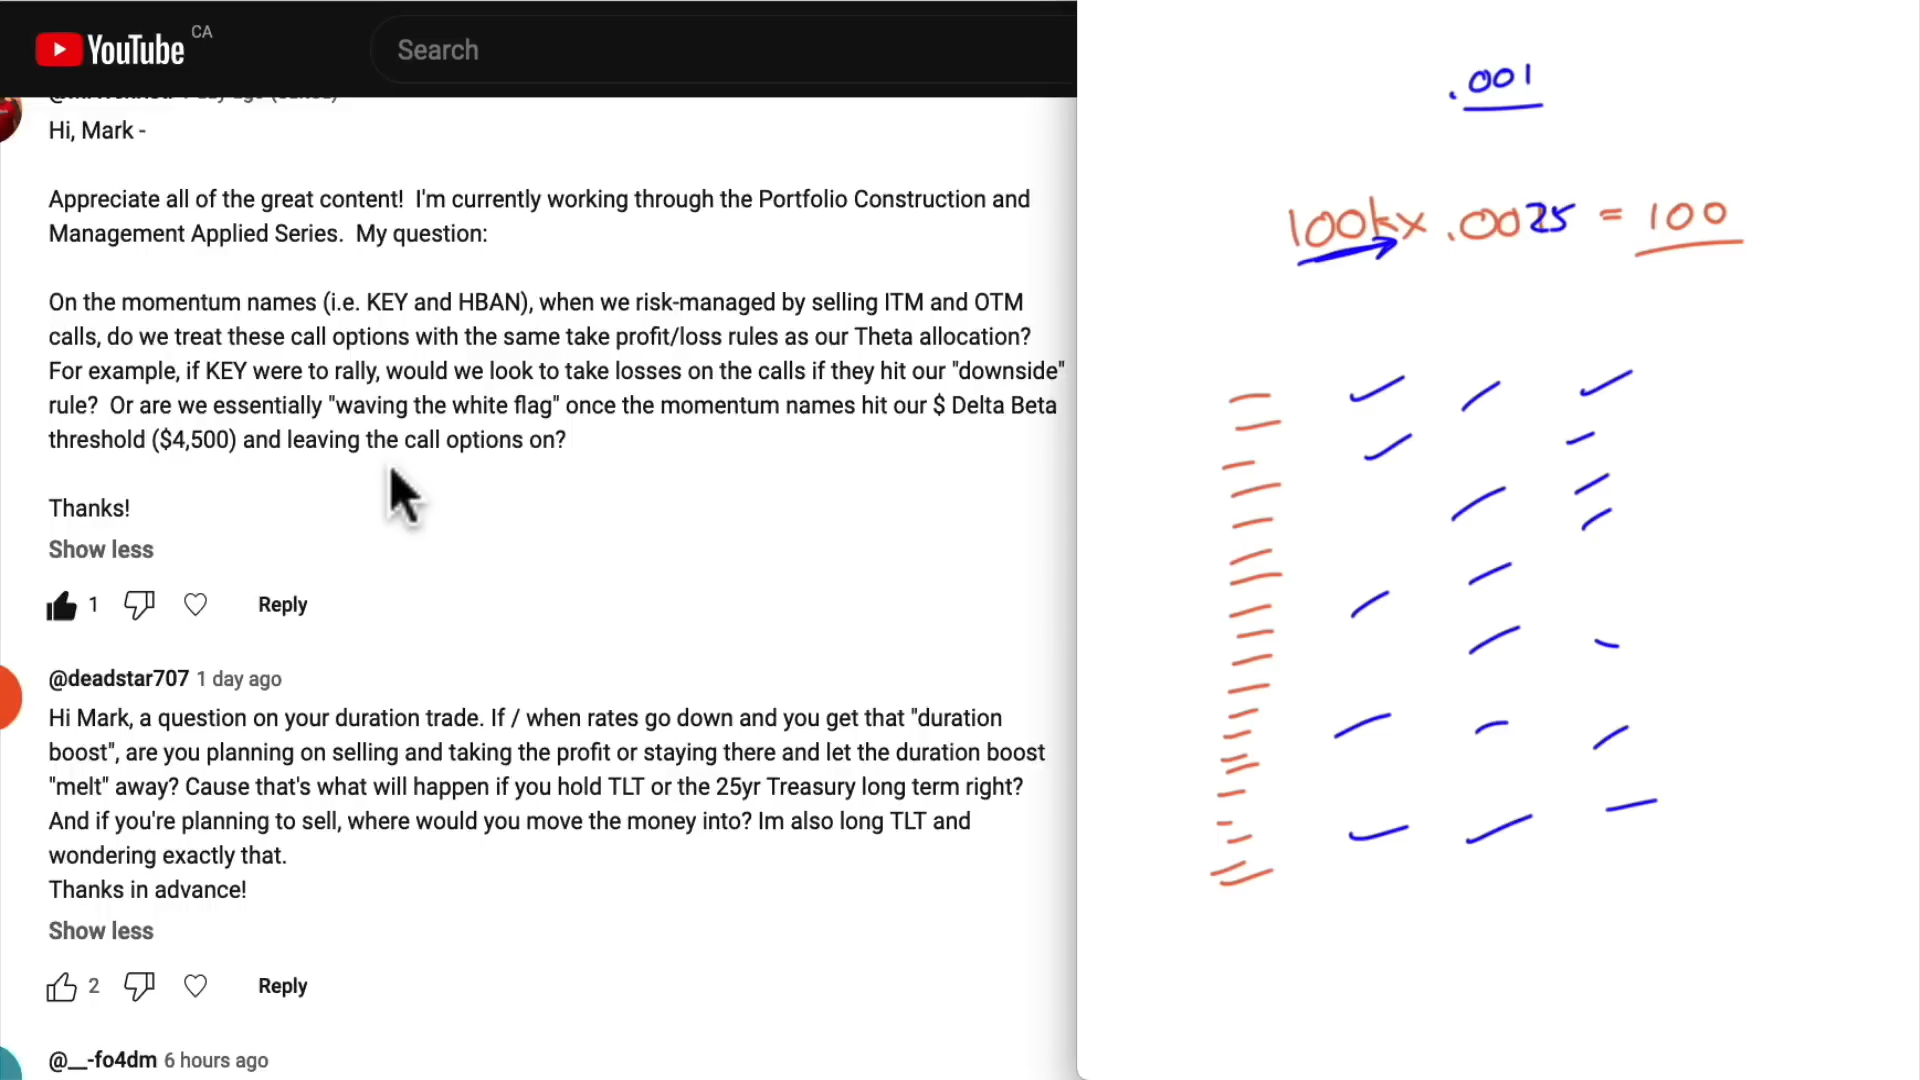 YouTube CA
Search
Hi, Mark -
Appreciate all of the great content! I'm currently working through the Portfolio Construction and
Management Applied Series. My question:
On the momentum names (i.e. KEY and HBAN), when we risk-managed by selling ITM and OTM
calls, do we treat these call options with the same take profit/loss rules as our Theta allocation?
For example, if KEY were to rally, would we look to take losses on the calls if they hit our "downside"
rule? Or are we essentially "waving the white flag" once the momentum names hit our $ Delta Beta
threshold ($4,500) and leaving the call options on?
Thanks!
Show less
1
Reply
@deadstar707 1 day ago
Hi Mark, a question on your duration trade. If / when rates go down and you get that "duration
boost", are you planning on selling and taking the profit or staying there and let the duration boost
"melt" away? Cause that's what will happen if you hold TLT or the 25yr Treasury long term right?
And if you're planning to sell, where would you move the money into? Im also long TLT and
wondering exactly that.
Thanks in advance!
Show less
2
Reply
@__-fo4dm 6 hours ago
.001
100kx .0025 = 100